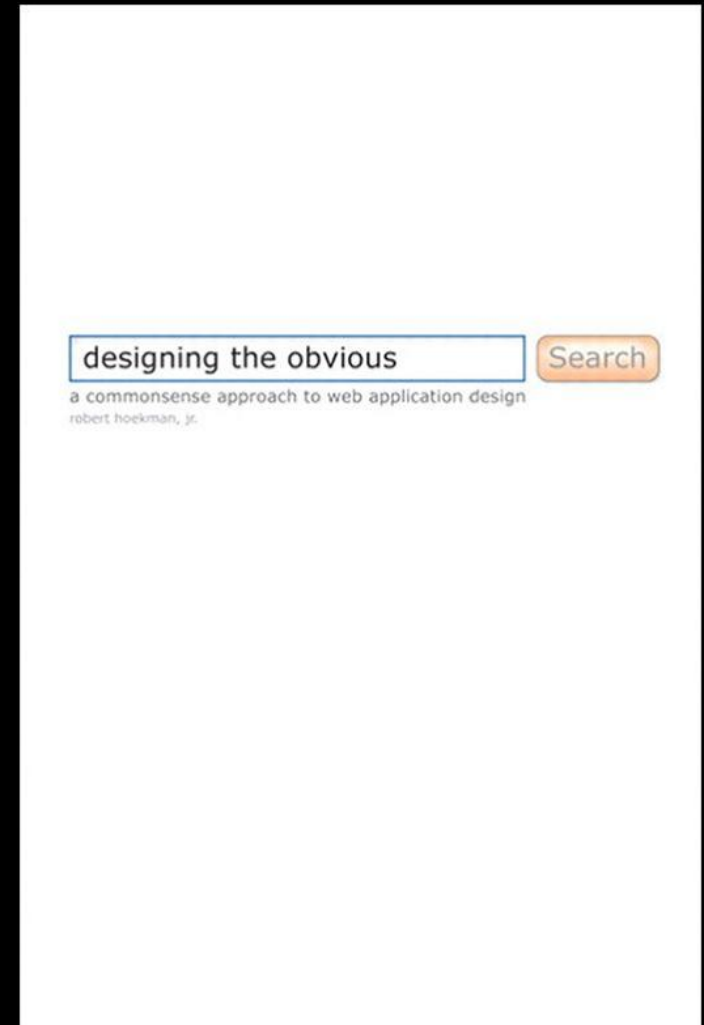 designing the obvious
Search
a commonsense approach to web application design
robert hoekman, jr.